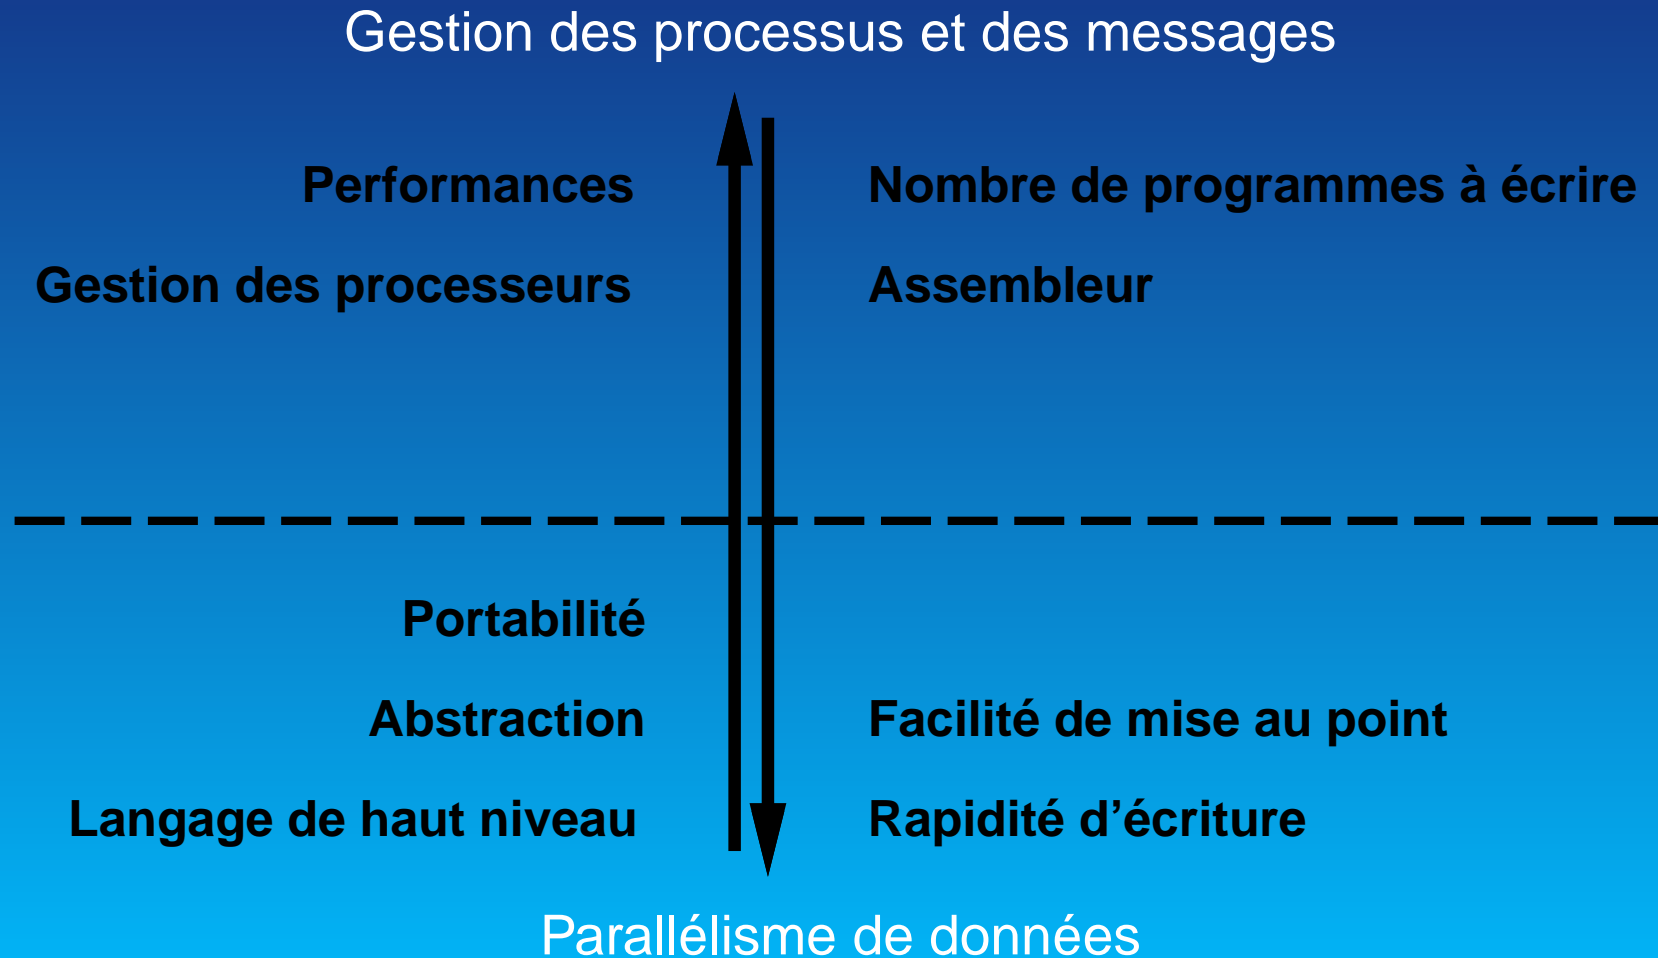 Gestion des processus et des messages
Performances
Nombre de programmes à écrire
Gestion des processeurs
Assembleur
Portabilité
Abstraction
Facilité de mise au point
Langage de haut niveau
Rapidité d’écriture
Parallélisme de données